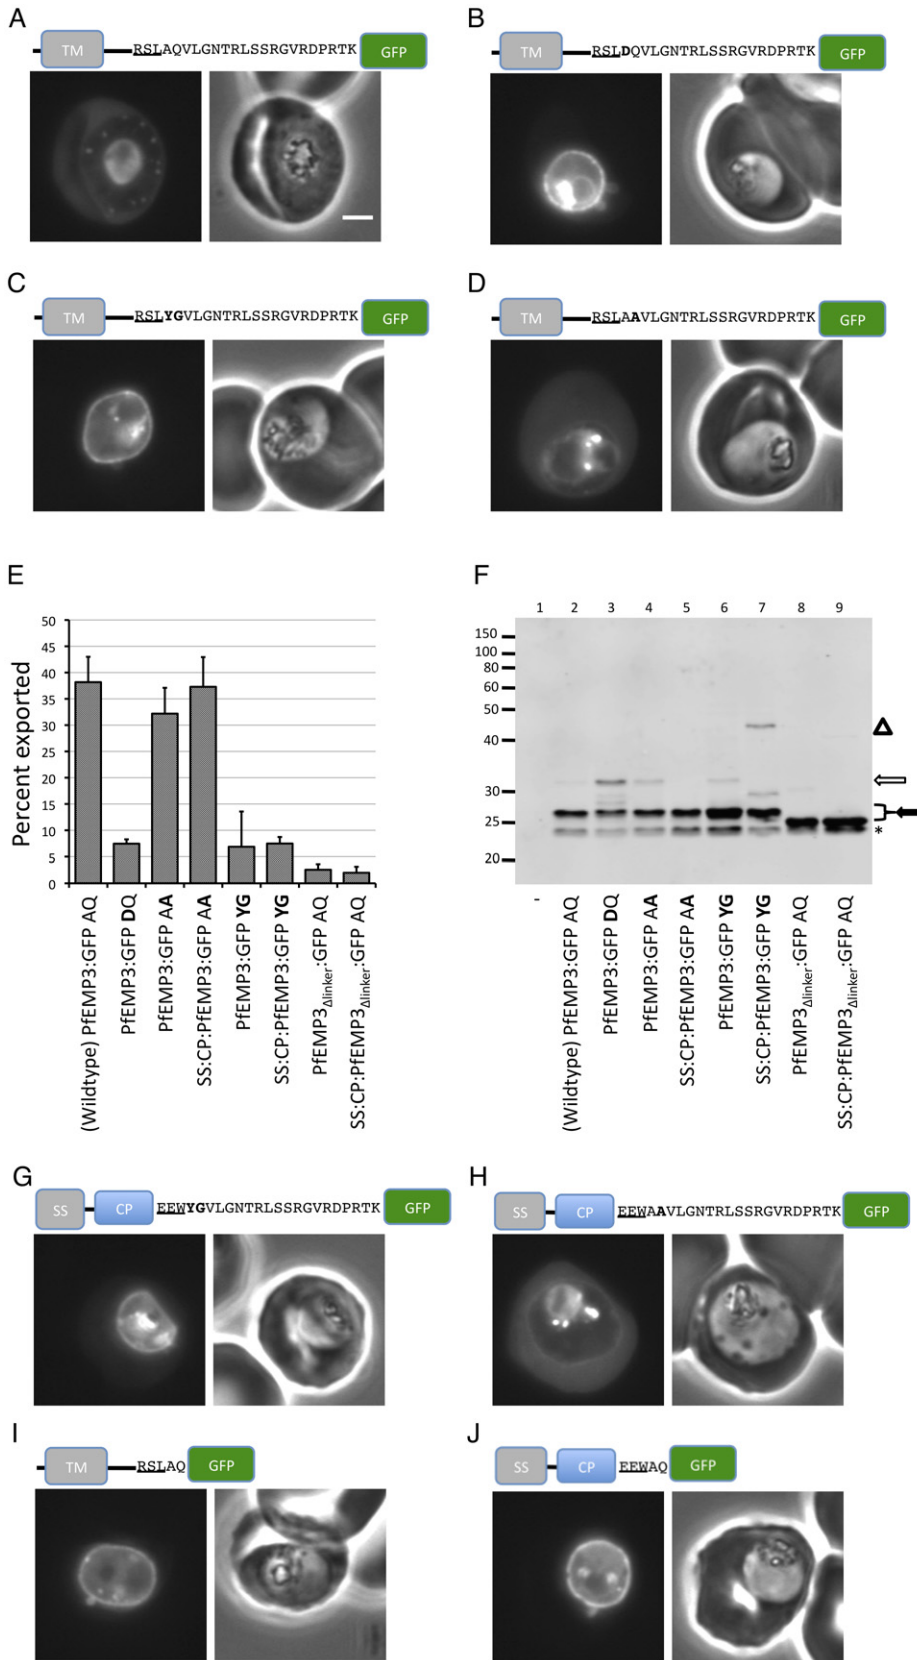 A
TM RSLAQVLGNTRLSSRGVRDPRTK GFP
B
TM RSLDQVLGNTRLSSRGVRDPRTK GFP
C
TM RSLYGVLGNTRLSSRGVRDPRTK GFP
D
TM RSLAAVLGNTRLSSRGVRDPRTK GFP
E
Percent exported
50
45
40
35
30
25
20
15
10
5
0
(Wildtype) PfEMP3:GFP AQ
PfEMP3:GFP DQ
PfEMP3:GFP AA
SS:CP:PfEMP3:GFP AA
PfEMP3:GFP YG
SS:CP:PfEMP3:GFP YG
PfEMP3Δlinker:GFP AQ
SS:CP:PfEMP3Δlinker:GFP AQ
F
1 2 3 4 5 6 7 8 9
150
100
80
60
50
40
30
25
20
*
-
(Wildtype) PfEMP3:GFP AQ
PfEMP3:GFP DQ
PfEMP3:GFP AA
SS:CP:PfEMP3:GFP AA
PfEMP3:GFP YG
SS:CP:PfEMP3:GFP YG
PfEMP3Δlinker:GFP AQ
SS:CP:PfEMP3Δlinker:GFP AQ
G
SS CP EEWYGVLGNTRLSSRGVRDPRTK GFP
H
SS CP EEWAAVLGNTRLSSRGVRDPRTK GFP
I
TM RSLAQ GFP
J
SS CP EEWAQ GFP